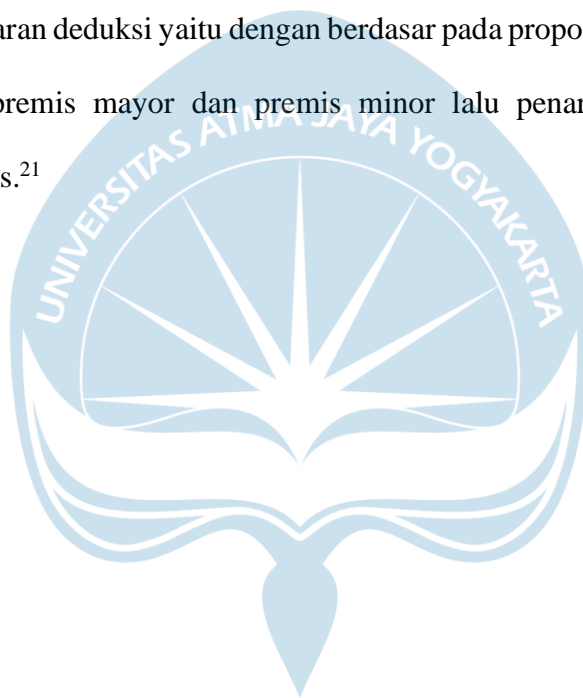 aran deduksi yaitu dengan berdasar pada propo
premis mayor dan premis minor lalu penar
s.21
UNIVERSITAS ATMA JAYA YOGYAKARTA